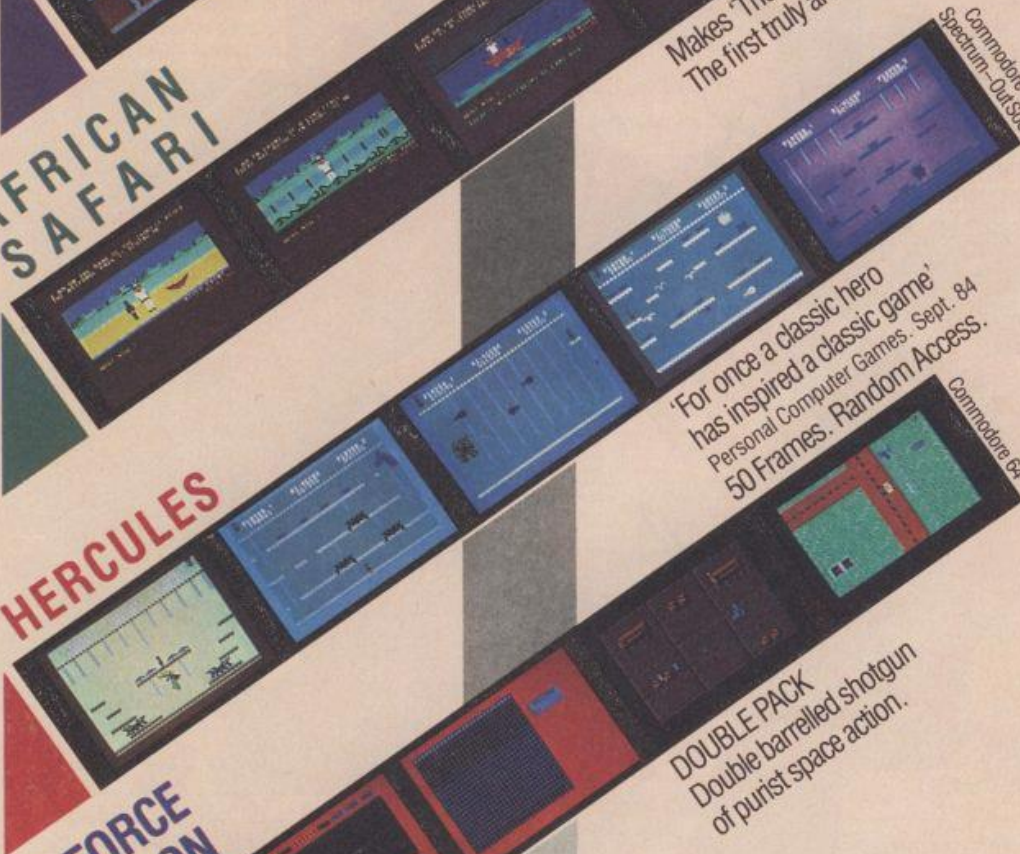 Makes 'The
The first truly a
AFRICAN
SAFARI
Commodore
Spectrum–Out Soo
HERCULES
'For once a classic hero
has inspired a classic game'
Personal Computer Games. Sept. 84
50 Frames. Random Access.
Commodore 64
DOUBLE PACK
Double barrelled shotgun
of purist space action.
FORCE